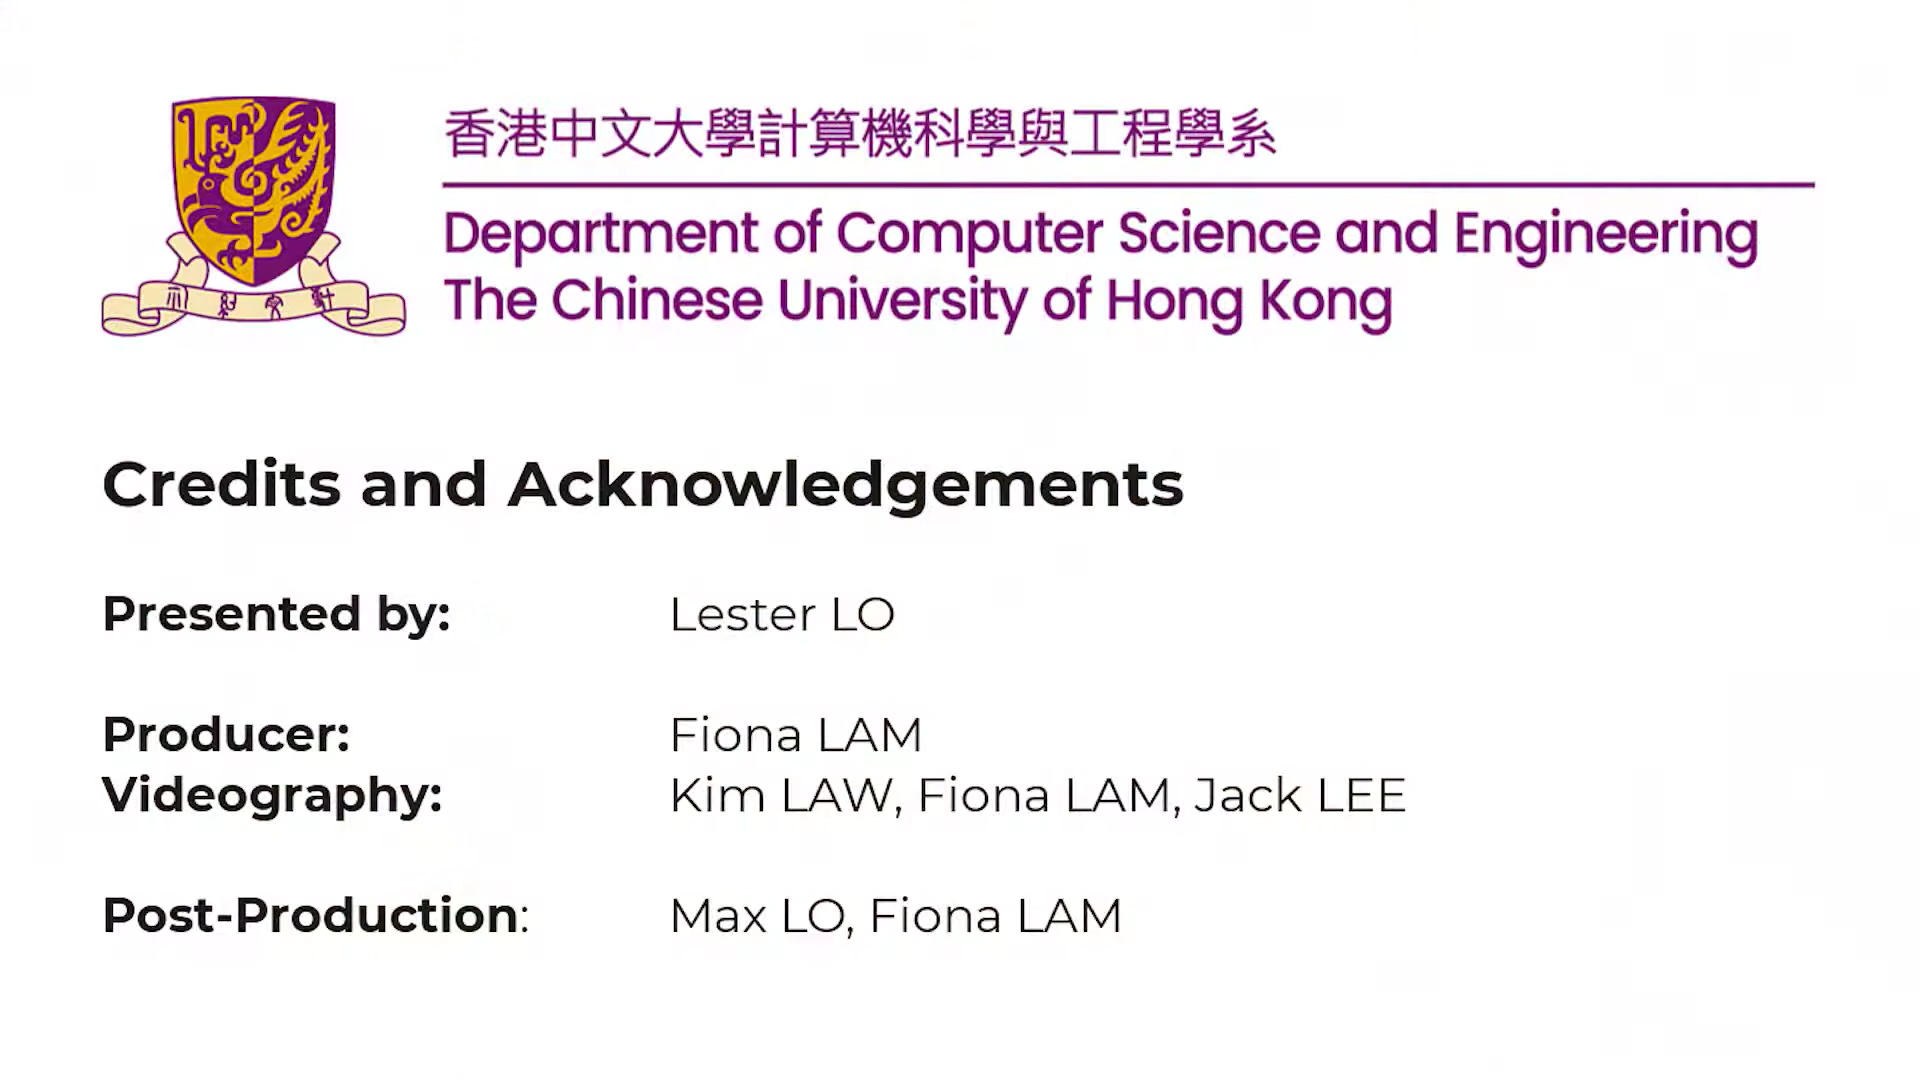 香港中文大學計算機科學與工程學系
Department of Computer Science and Engineering
The Chinese University of Hong Kong
Credits and Acknowledgements
Presented by: Lester LO
Producer: Fiona LAM
Videography: Kim LAW, Fiona LAM, Jack LEE
Post-Production: Max LO, Fiona LAM